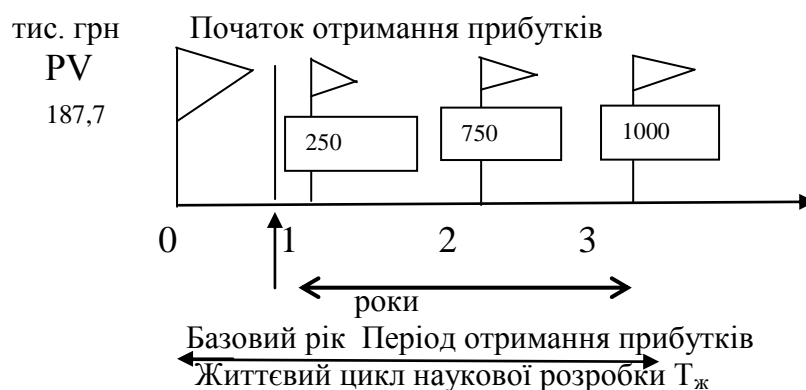 тис. грн Початок отримання прибутків
PV
187,7
250 750 1000
0 1 2 3
роки
Базовий рік Період отримання прибутків
Життєвий цикл наукової розробки Tж